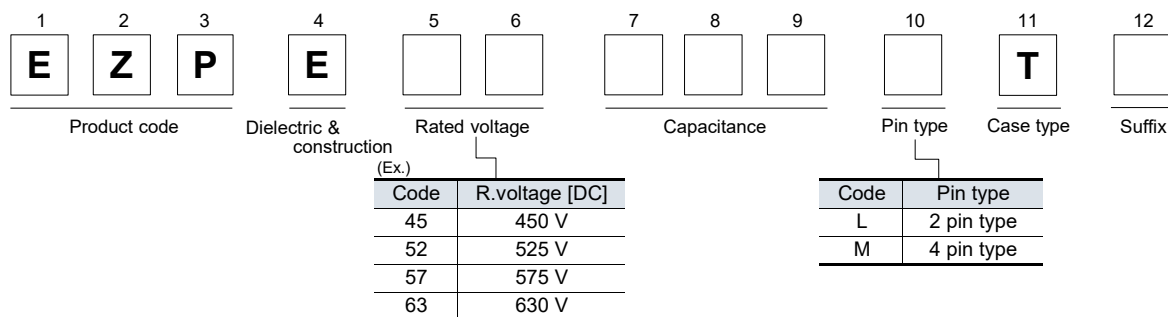 1 2 3 4 5 6 7 8 9 10 11 12
E Z P E T
Product code
Dielectric &
construction
Rated voltage
Capacitance
Pin type
Case type
Suffix
(Ex.)
Code R.voltage [DC]
45 450 V
52 525 V
57 575 V
63 630 V
Code Pin type
L 2 pin type
M 4 pin type